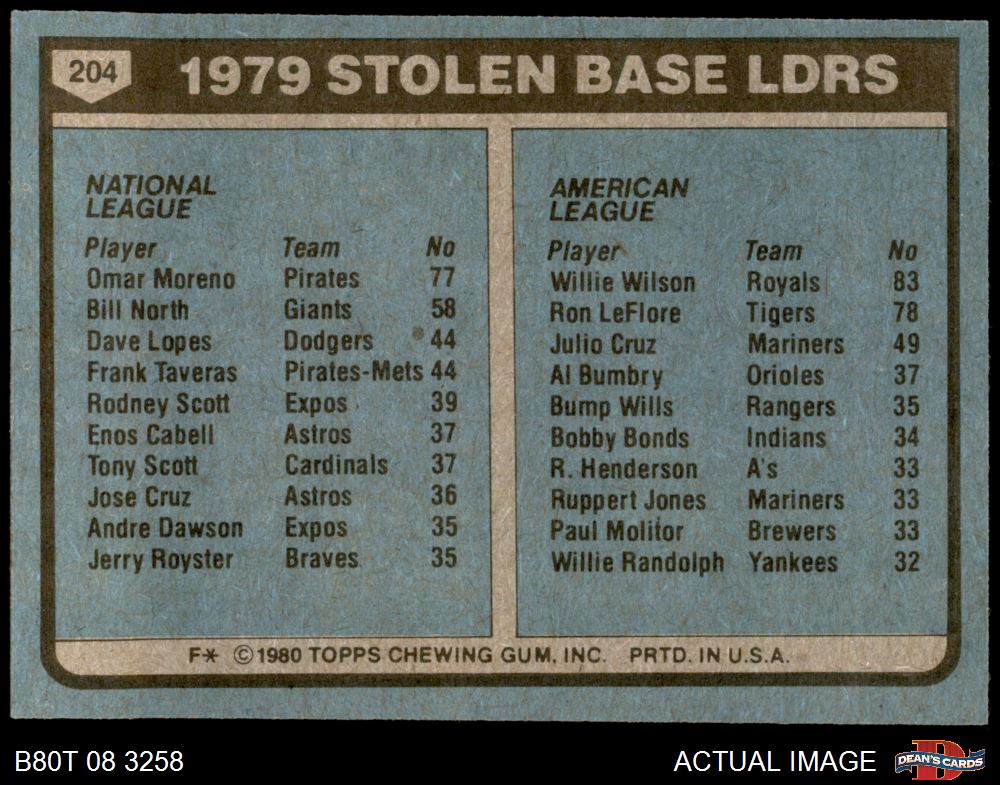 204
1979 STOLEN BASE LDRS
NATIONAL
LEAGUE
Player Team No
Omar Moreno Pirates 77
Bill North Giants 58
Dave Lopes Dodgers 44
Frank Taveras Pirates-Mets 44
Rodney Scott Expos 39
Enos Cabell Astros 37
Tony Scott Cardinals 37
Jose Cruz Astros 36
Andre Dawson Expos 35
Jerry Royster Braves 35
AMERICAN
LEAGUE
Player Team No
Willie Wilson Royals 83
Ron LeFlore Tigers 78
Julio Cruz Mariners 49
Al Bumbry Orioles 37
Bump Wills Rangers 35
Bobby Bonds Indians 34
R. Henderson A's 33
Ruppert Jones Mariners 33
Paul Molitor Brewers 33
Willie Randolph Yankees 32
F* © 1980 TOPPS CHEWING GUM, INC. PRTD. IN U.S.A.
B80T 08 3258
ACTUAL IMAGE
D
DEAN'S CARDS